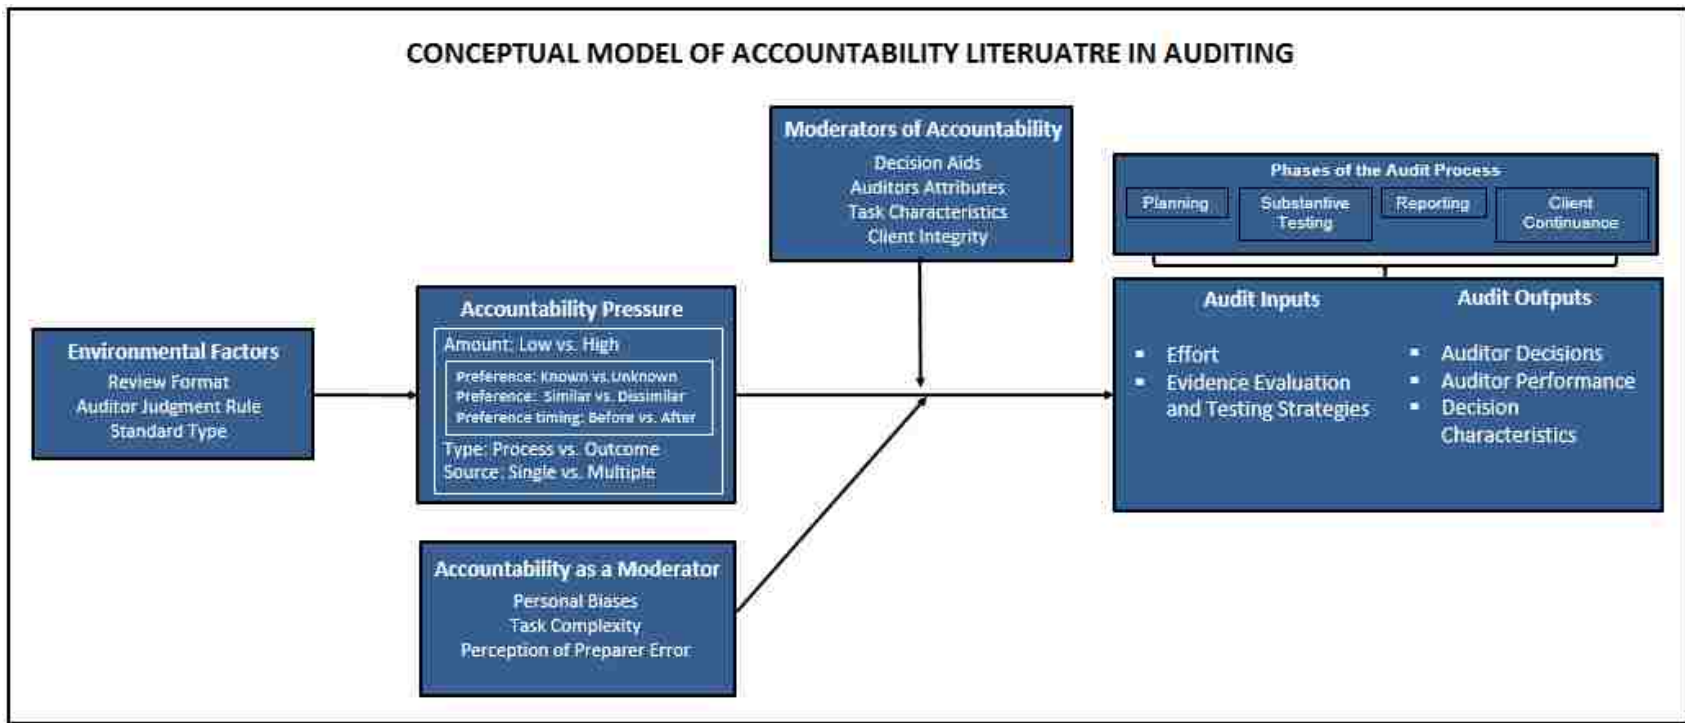 CONCEPTUAL MODEL OF ACCOUNTABILITY LITERUATRE IN AUDITING
Environmental Factors
Review Format
Auditor Judgment Rule
Standard Type
Accountability Pressure
Amount: Low vs. High
Preference: Known vs. Unknown
Preference: Similar vs. Dissimilar
Preference timing: Before vs. After
Type: Process vs. Outcome
Source: Single vs. Multiple
Accountability as a Moderator
Personal Biases
Task Complexity
Perception of Preparer Error
Moderators of Accountability
Decision Aids
Auditors Attributes
Task Characteristics
Client Integrity
Phases of the Audit Process
Planning
Substantive
Testing
Reporting
Client
Continuance
Audit Inputs
▪ Effort
▪ Evidence Evaluation
and Testing Strategies
Audit Outputs
▪ Auditor Decisions
▪ Auditor Performance
▪ Decision
Characteristics